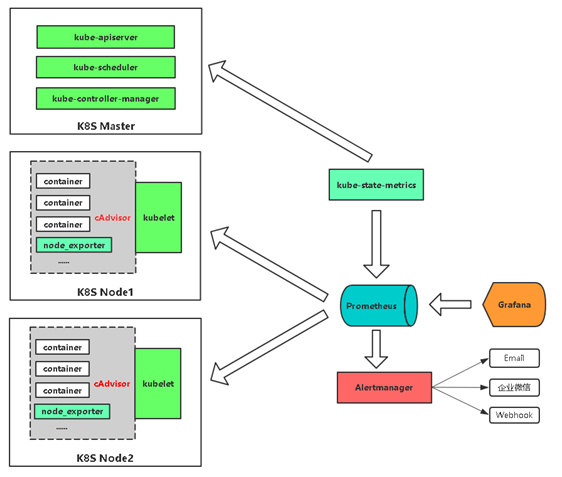 kube-apiserver
kube-scheduler
kube-controller-manager
K8S Master
container
container
container
cAdvisor
node_exporter
......
kubelet
K8S Node1
container
container
container
cAdvisor
node_exporter
......
kubelet
K8S Node2
kube-state-metrics
Prometheus
Grafana
Alertmanager
Email
企业微信
Webhook